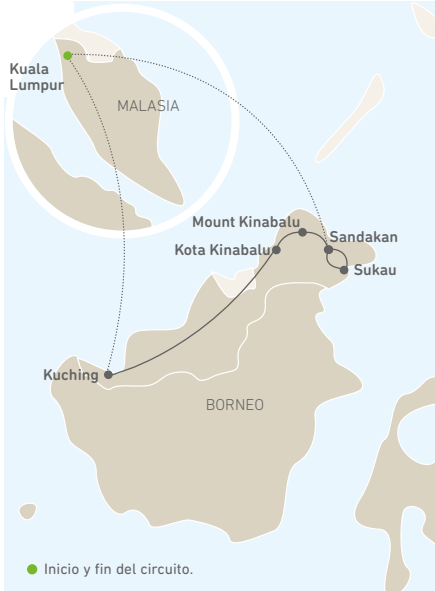 Kuala
Lumpur
MALASIA
Mount Kinabalu
Sandakan
Kota Kinabalu
Sukau
Kuching
BORNEO
Inicio y fin del circuito.